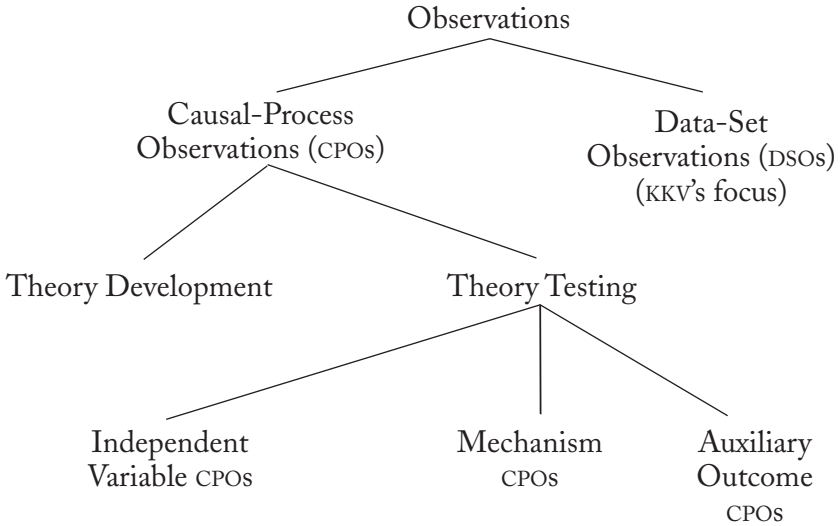 Observations
Causal-Process
Observations (CPOs)
Data-Set
Observations (DSOs)
(KKV's focus)
Theory Development
Theory Testing
Independent
Variable CPOs
Mechanism
CPOs
Auxiliary
Outcome
CPOs